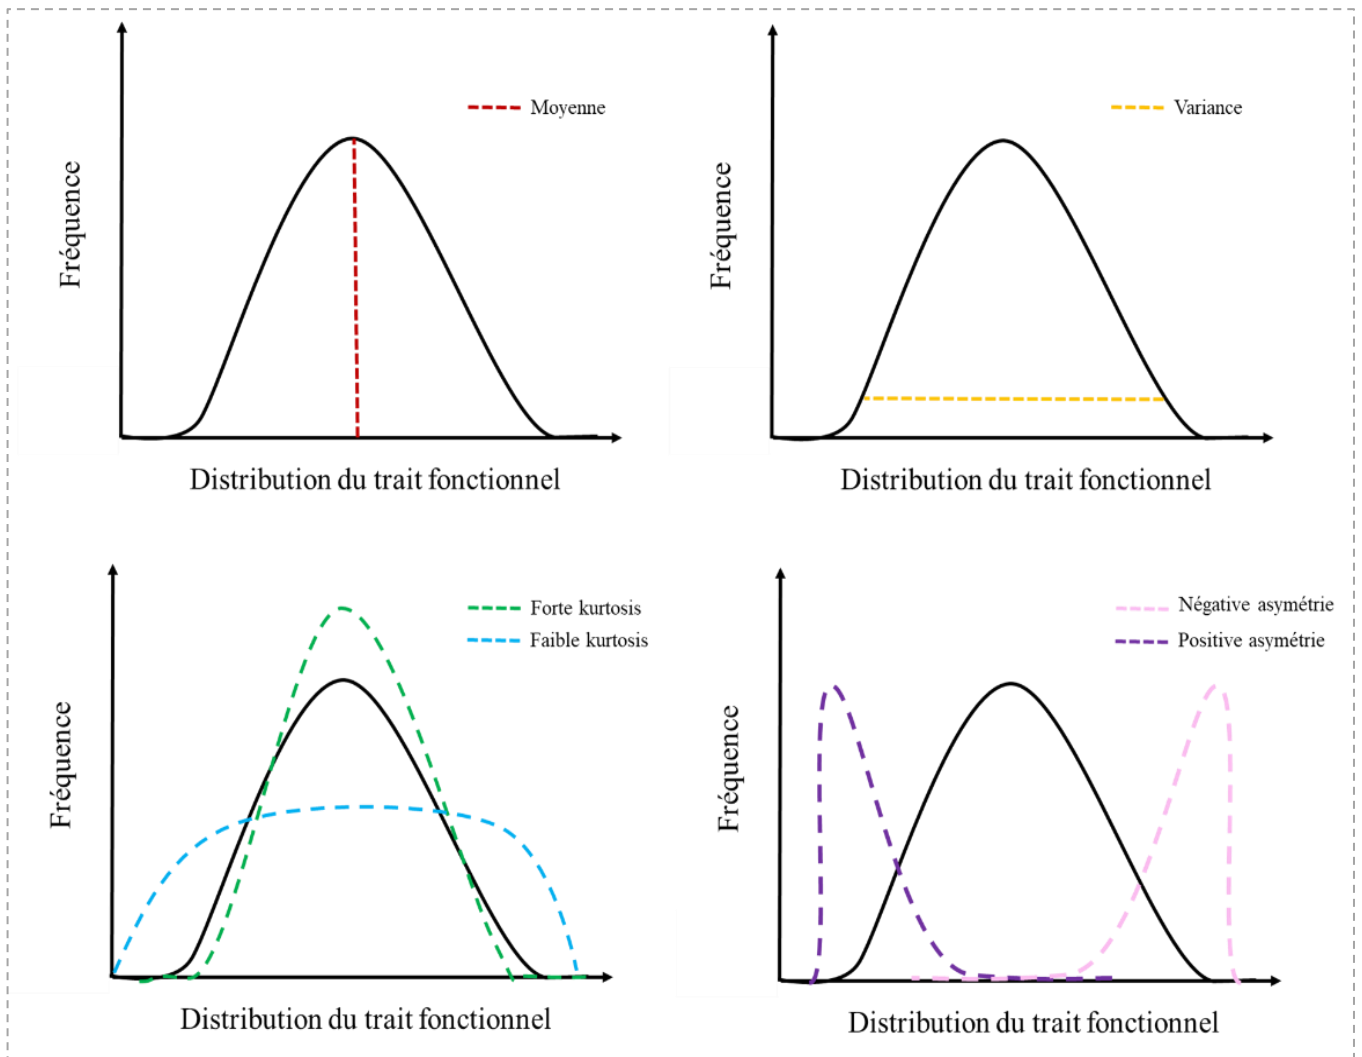 Moyenne
Fréquence
Distribution du trait fonctionnel
Variance
Fréquence
Distribution du trait fonctionnel
Forte kurtosis
Faible kurtosis
Fréquence
Distribution du trait fonctionnel
Négative asymétrie
Positive asymétrie
Fréquence
Distribution du trait fonctionnel